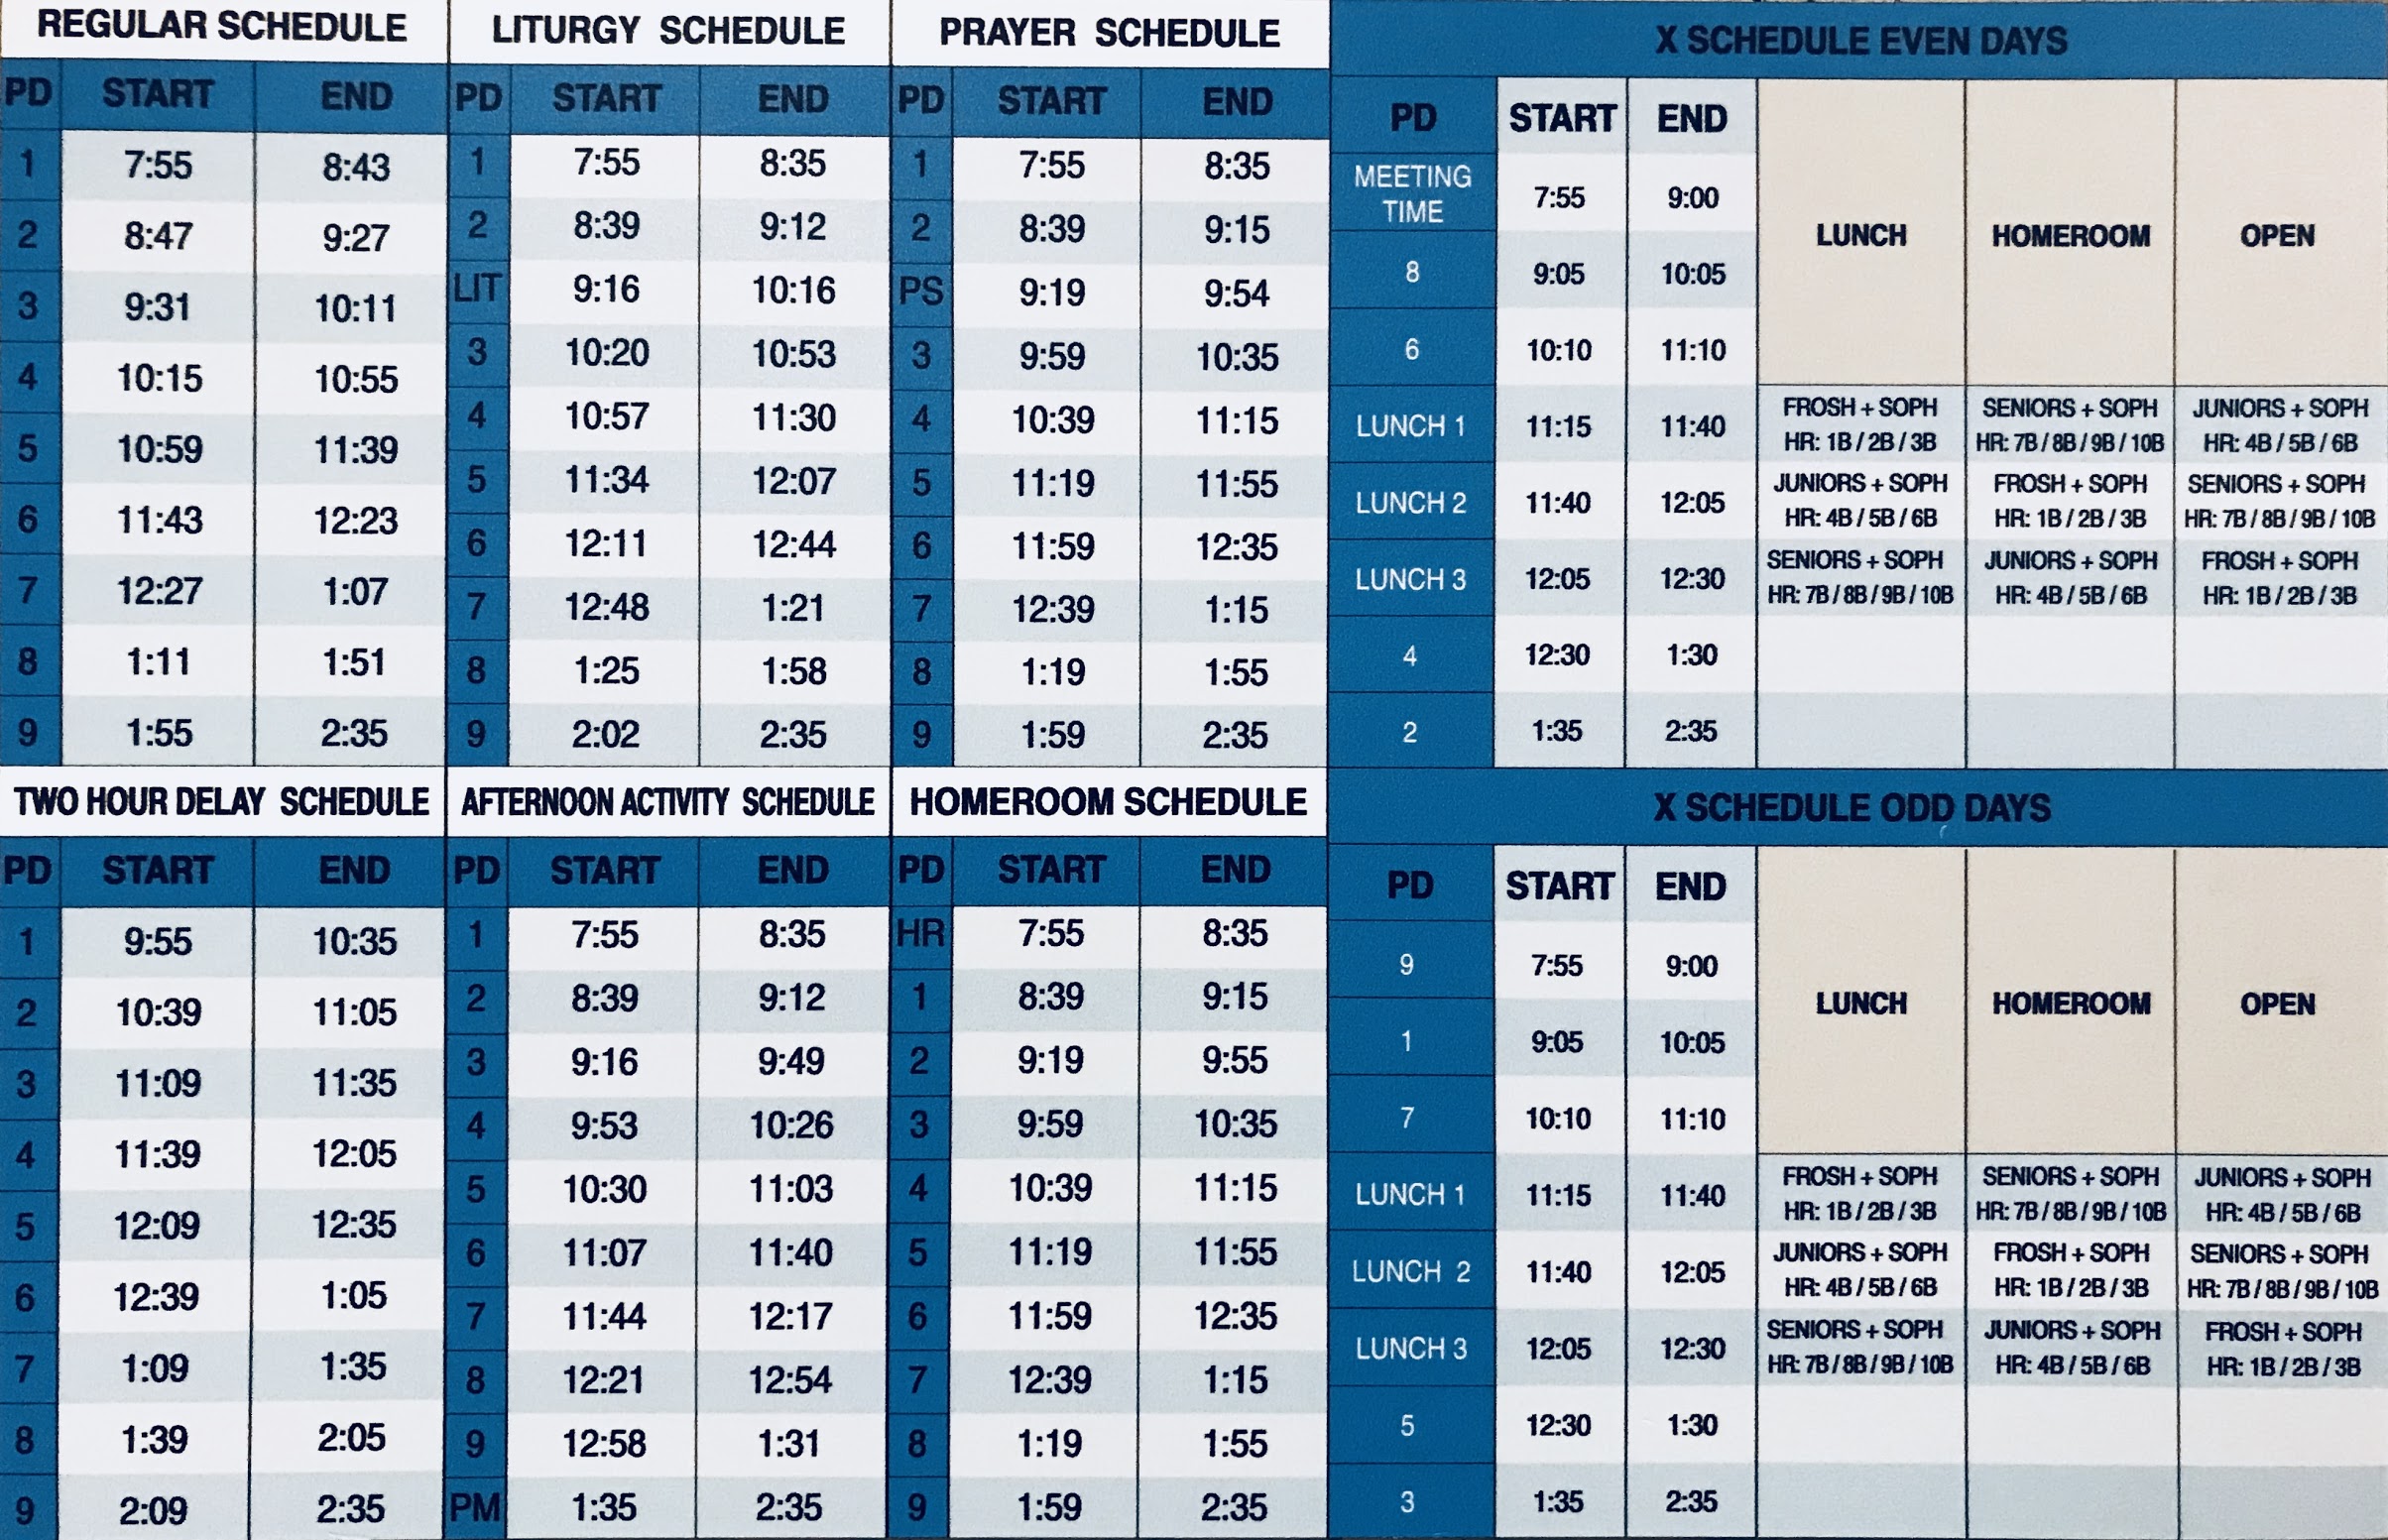 REGULAR SCHEDULE
PD START END
1 7:55 8:43
2 8:47 9:27
3 9:31 10:11
4 10:15 10:55
5 10:59 11:39
6 11:43 12:23
7 12:27 1:07
8 1:11 1:51
9 1:55 2:35
LITURGY SCHEDULE
PD START END
1 7:55 8:35
2 8:39 9:12
LIT 9:16 10:16
3 10:20 10:53
4 10:57 11:30
5 11:34 12:07
6 12:11 12:44
7 12:48 1:21
8 1:25 1:58
9 2:02 2:35
PRAYER SCHEDULE
PD START END
1 7:55 8:35
2 8:39 9:15
PS 9:19 9:54
3 9:59 10:35
4 10:39 11:15
5 11:19 11:55
6 11:59 12:35
7 12:39 1:15
8 1:19 1:55
9 1:59 2:35
X SCHEDULE EVEN DAYS
PD START END LUNCH HOMEROOM OPEN
MEETING
TIME 7:55 9:00
8 9:05 10:05
6 10:10 11:10
LUNCH 1 11:15 11:40 FROSH + SOPH SENIORS + SOPH JUNIORS + SOPH
HR: 1B / 2B / 3B HR: 7B / 8B / 9B / 10B HR: 4B / 5B / 6B
LUNCH 2 11:40 12:05 JUNIORS + SOPH FROSH + SOPH SENIORS + SOPH
HR: 4B / 5B / 6B HR: 1B / 2B / 3B HR: 7B / 8B / 9B / 10B
LUNCH 3 12:05 12:30 SENIORS + SOPH JUNIORS + SOPH FROSH + SOPH
HR: 7B / 8B / 9B / 10B HR: 4B / 5B / 6B HR: 1B / 2B / 3B
4 12:30 1:30
2 1:35 2:35
TWO HOUR DELAY SCHEDULE
PD START END
1 9:55 10:35
2 10:39 11:05
3 11:09 11:35
4 11:39 12:05
5 12:09 12:35
6 12:39 1:05
7 1:09 1:35
8 1:39 2:05
9 2:09 2:35
AFTERNOON ACTIVITY SCHEDULE
PD START END
1 7:55 8:35
2 8:39 9:12
3 9:16 9:49
4 9:53 10:26
5 10:30 11:03
6 11:07 11:40
7 11:44 12:17
8 12:21 12:54
9 12:58 1:31
PM 1:35 2:35
HOMEROOM SCHEDULE
PD START END
HR 7:55 8:35
1 8:39 9:15
2 9:19 9:55
3 9:59 10:35
4 10:39 11:15
5 11:19 11:55
6 11:59 12:35
7 12:39 1:15
8 1:19 1:55
9 1:59 2:35
X SCHEDULE ODD DAYS
PD START END LUNCH HOMEROOM OPEN
9 7:55 9:00
1 9:05 10:05
7 10:10 11:10
LUNCH 1 11:15 11:40 FROSH + SOPH SENIORS + SOPH JUNIORS + SOPH
HR: 1B / 2B / 3B HR: 7B / 8B / 9B / 10B HR: 4B / 5B / 6B
LUNCH 2 11:40 12:05 JUNIORS + SOPH FROSH + SOPH SENIORS + SOPH
HR: 4B / 5B / 6B HR: 1B / 2B / 3B HR: 7B / 8B / 9B / 10B
LUNCH 3 12:05 12:30 SENIORS + SOPH JUNIORS + SOPH FROSH + SOPH
HR: 7B / 8B / 9B / 10B HR: 4B / 5B / 6B HR: 1B / 2B / 3B
5 12:30 1:30
3 1:35 2:35